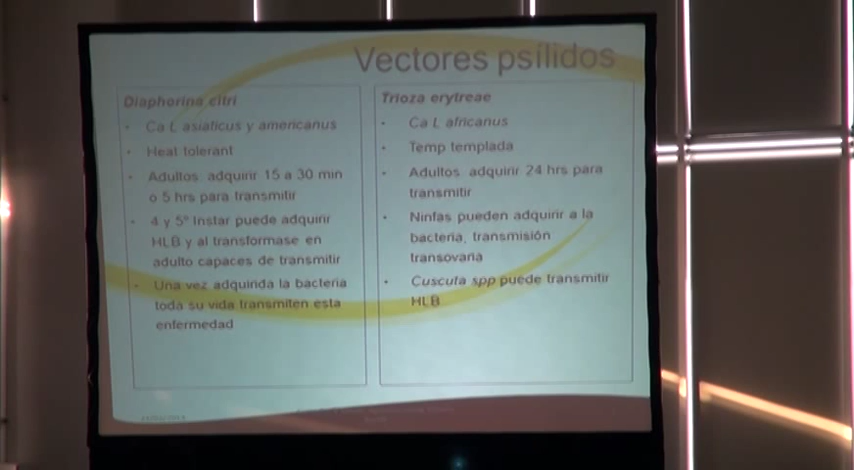 Vectores psílidos
Diaphorina citri
Ca L asiaticus y americanus
Heat tolerant
Adultos adquirir 15 a 30 min
o 5 hrs para transmitir
4 y 5º Instar puede adquirir
HLB y al transformase en
adulto capaces de transmitir
Una vez adquirida la bacteria
toda su vida transmiten esta
enfermedad
Trioza erytreae
Ca L africanus
Temp templada
Adultos adquirir 24 hrs para
transmitir
Ninfas pueden adquirir a la
bacteria, transmisión
transovaria
Cuscuta spp puede transmitir
HLB